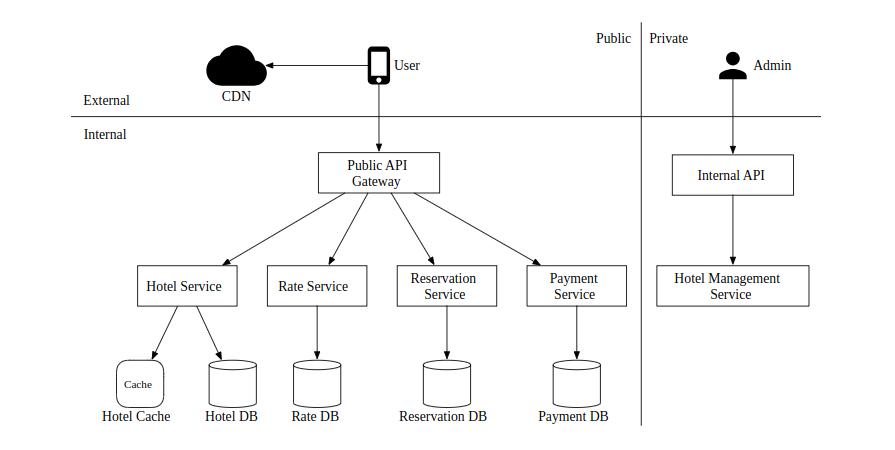 Public
Private
User
Admin
CDN
External
Internal
Public API
Gateway
Internal API
Hotel Service
Rate Service
Reservation
Service
Payment
Service
Hotel Management
Service
Cache
Hotel Cache
Hotel DB
Rate DB
Reservation DB
Payment DB